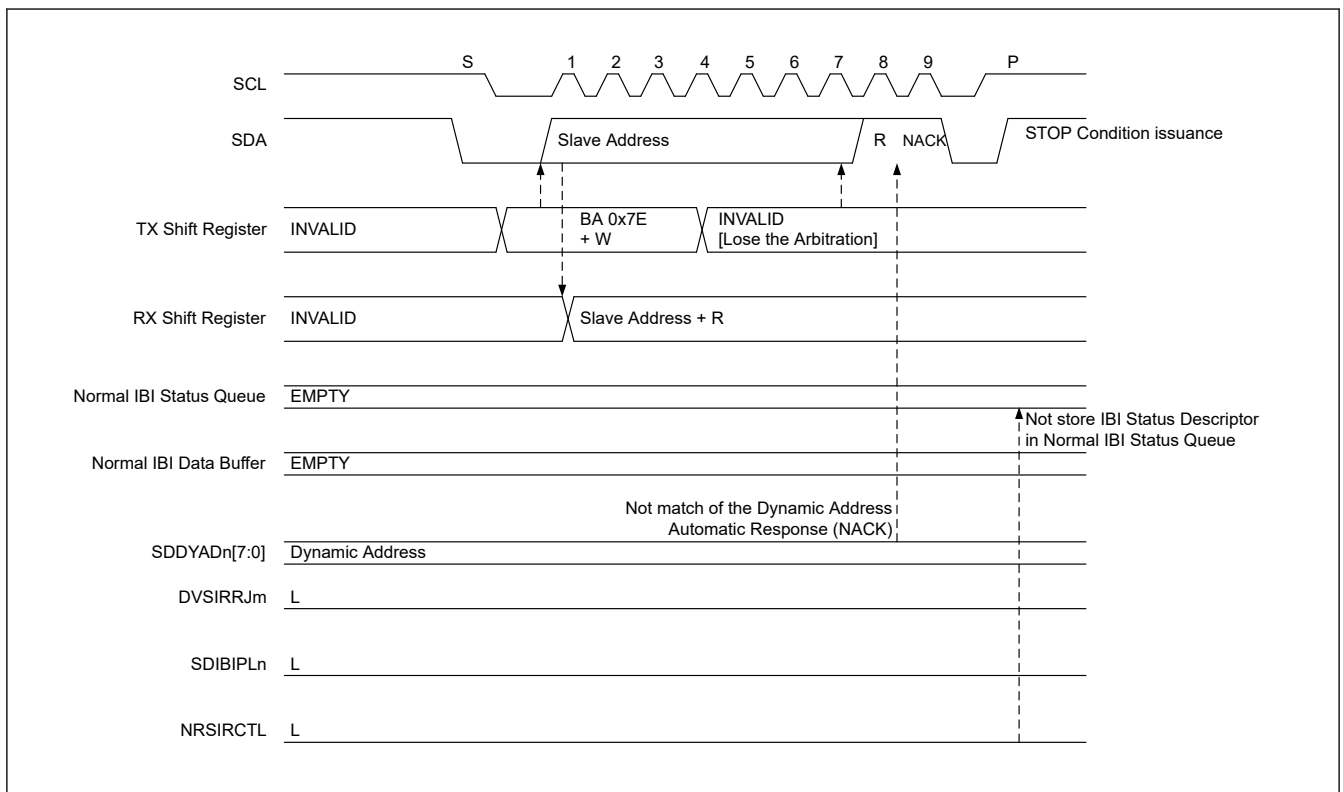 S 1 2 3 4 5 6 7 8 9 P
SCL
SDA Slave Address R NACK STOP Condition issuance
TX Shift Register INVALID BA 0x7E
+ W INVALID
[Lose the Arbitration]
RX Shift Register INVALID Slave Address + R
Normal IBI Status Queue EMPTY
Not store IBI Status Descriptor
in Normal IBI Status Queue
Normal IBI Data Buffer EMPTY
Not match of the Dynamic Address
Automatic Response (NACK)
SDDYADn[7:0] Dynamic Address
DVSIRRJm L
SDIBIPLn L
NRSIRCTL L